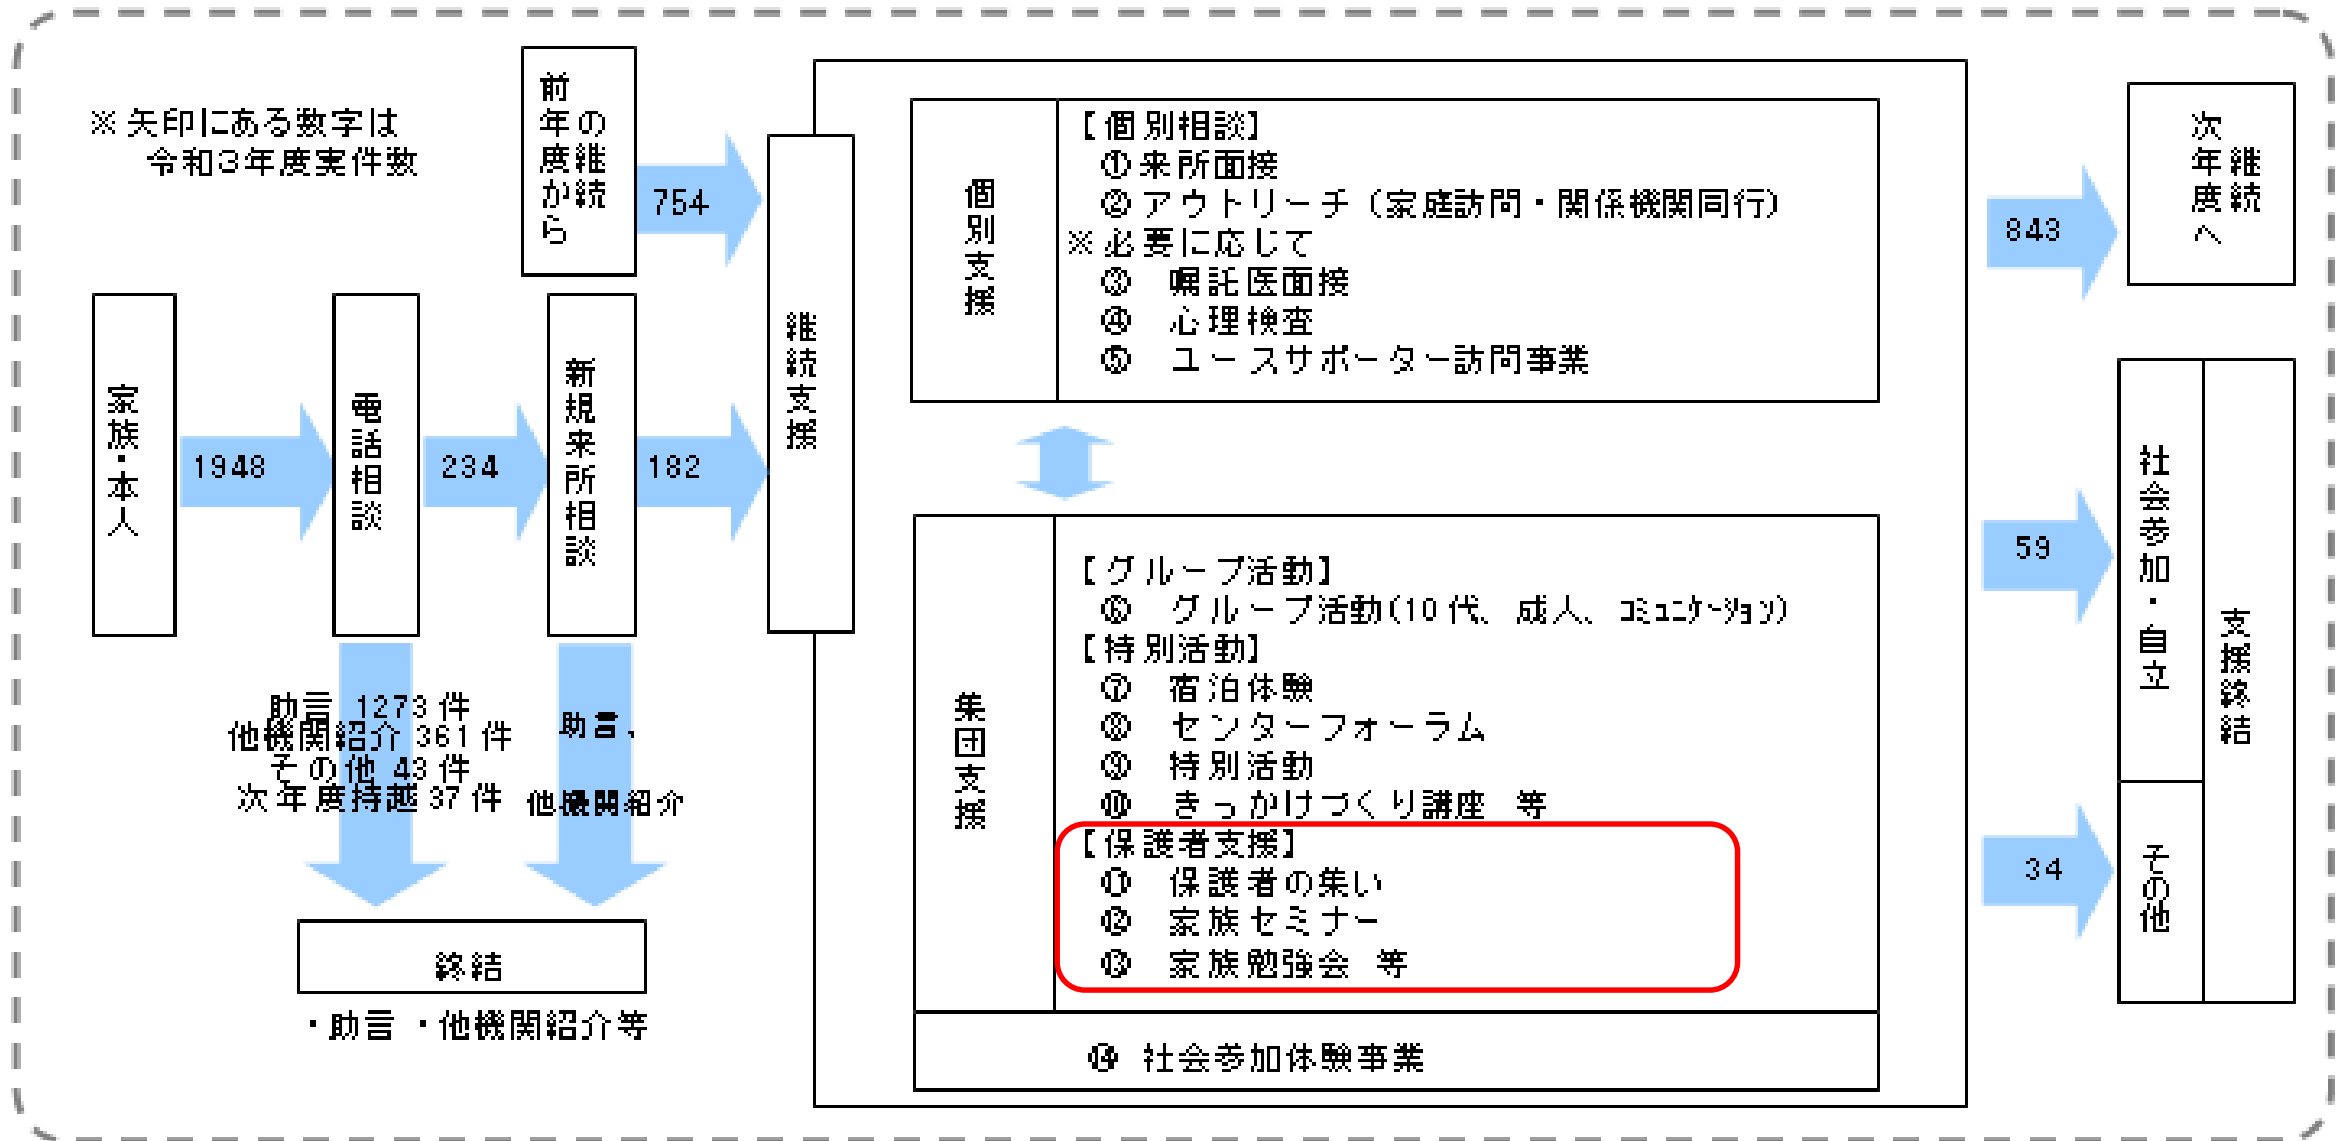 ※矢印にある数字は
令和3年度実件数
前年度から
の継続
754
家族・本人
1948
電話相談
234
新規来所相談
182
継続支援
助言 1273件
他機関紹介 361件
その他 43件
次年度持越 37件
助言、
他機関紹介
終結
・助言 ・他機関紹介等
個別支援
【個別相談】
①来所面接
②アウトリーチ（家庭訪問・関係機関同行）
※必要に応じて
③ 嘱託医面接
④ 心理検査
⑤ ユースサポーター訪問事業
集団支援
【グループ活動】
⑥ グループ活動(10代、成人、ｺﾐｭﾆｹｰｼｮﾝ)
【特別活動】
⑦ 宿泊体験
⑧ センターフォーラム
⑨ 特別活動
⑩ きっかけづくり講座 等
【保護者支援】
⑪ 保護者の集い
⑫ 家族セミナー
⑬ 家族勉強会 等
⑭ 社会参加体験事業
843
次年度へ
継続
59
社会参加・自立
34
その他
支援終結